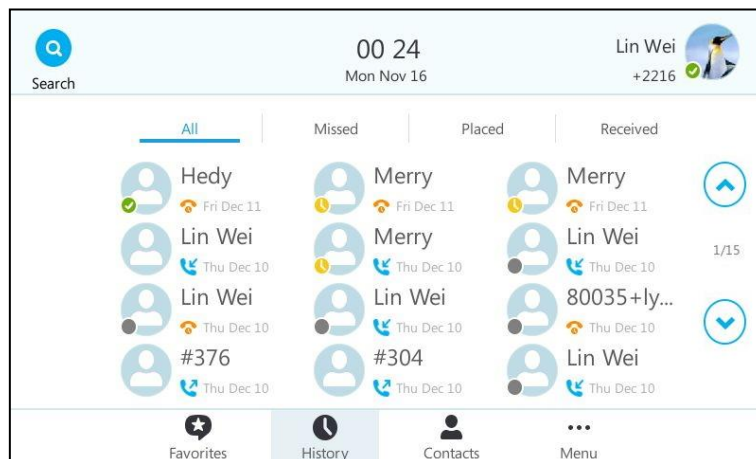 00 24
Lin Wei
Search
Mon Nov 16
+2216
All Missed Placed Received
Hedy Merry Merry
Fri Dec 11 Fri Dec 11 Fri Dec 11
Lin Wei Merry Lin Wei
Thu Dec 10 Thu Dec 10 Thu Dec 10
1/15
Lin Wei Lin Wei 80035+ly...
Thu Dec 10 Thu Dec 10 Thu Dec 10
#376 #304 Lin Wei
Thu Dec 10 Thu Dec 10 Thu Dec 10
Favorites History Contacts Menu